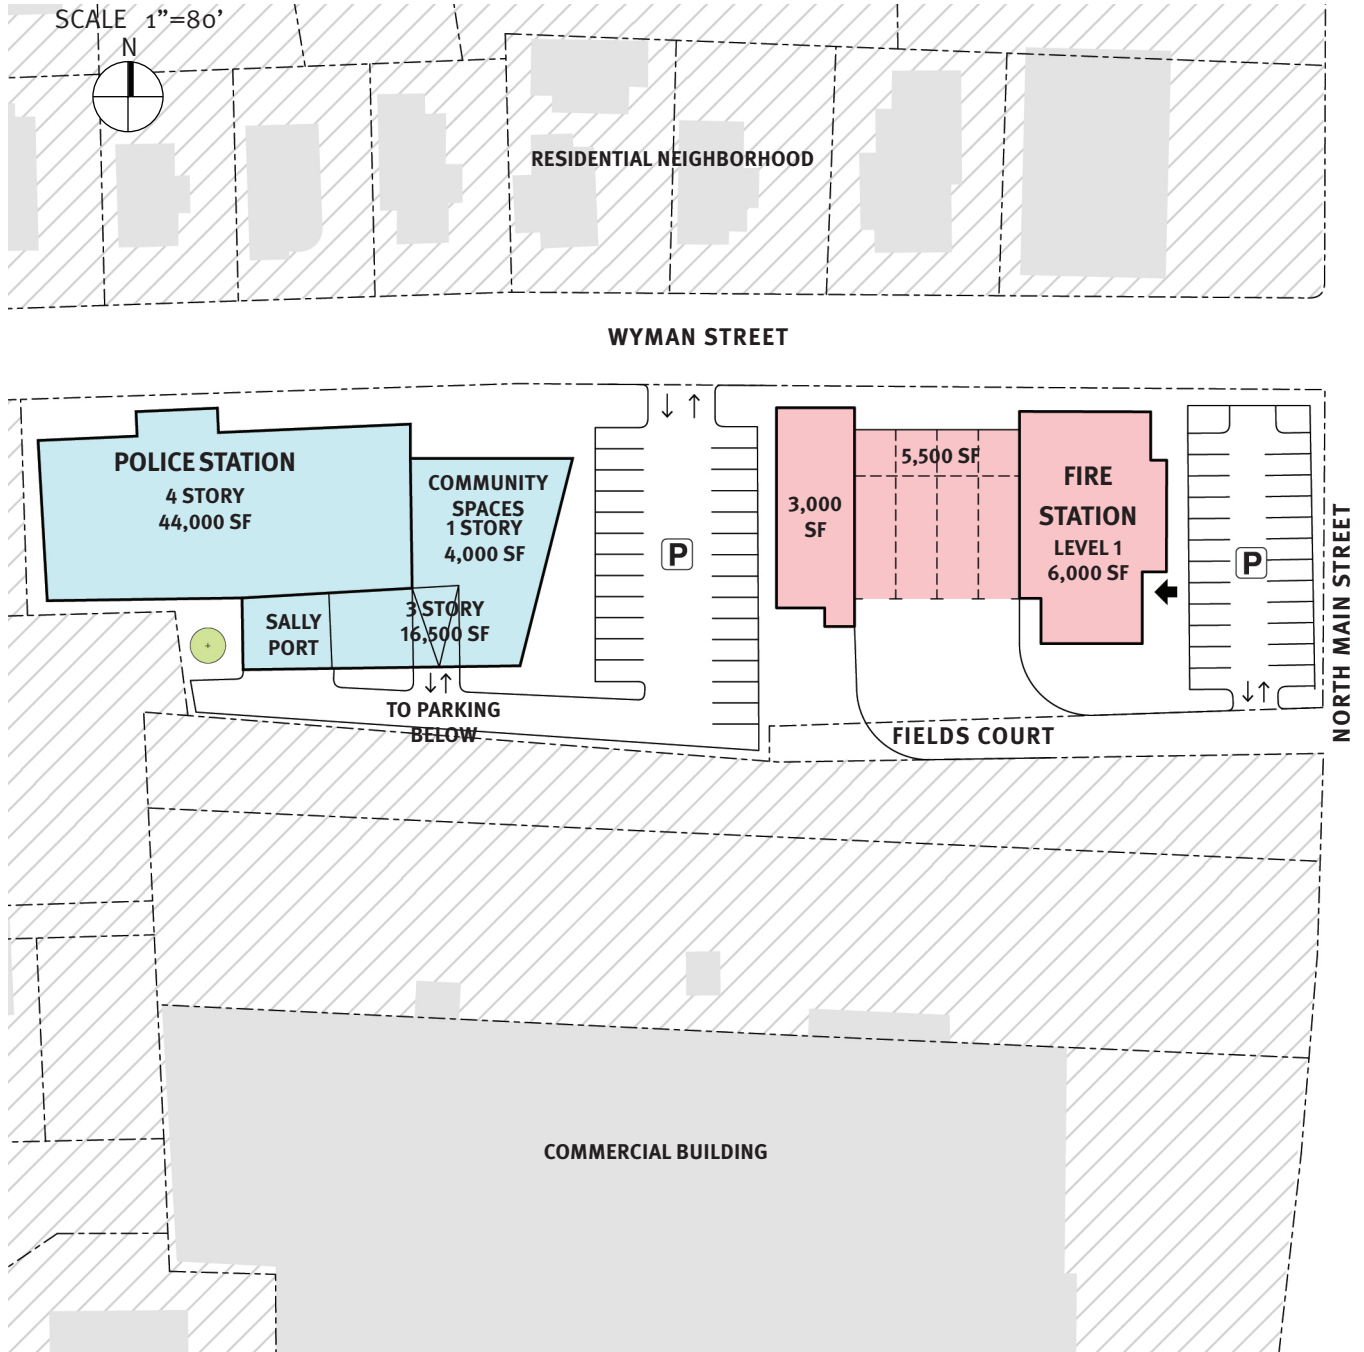 SCALE 1”=80’
N
RESIDENTIAL NEIGHBORHOOD
WYMAN STREET
POLICE STATION
4 STORY
44,000 SF
COMMUNITY
SPACES
1 STORY
4,000 SF
3 STORY
16,500 SF
SALLY
PORT
TO PARKING
BELOW
P
3,000
SF
5,500 SF
FIRE
STATION
LEVEL 1
6,000 SF
P
NORTH MAIN STREET
FIELDS COURT
COMMERCIAL BUILDING